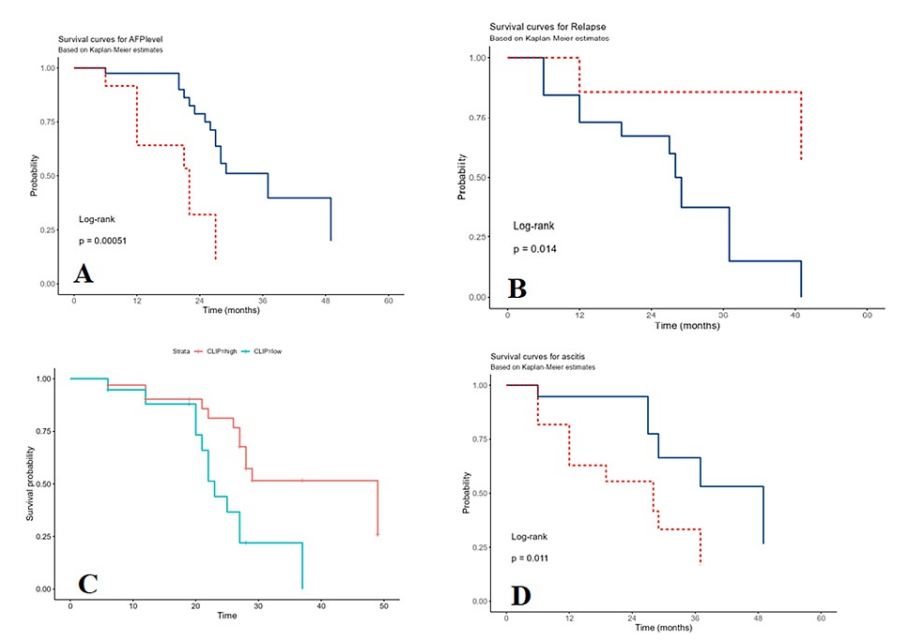 Survival curves for AFPlevel
Based on Kaplan-Meier estimates
1.00
0.75
0.50
0.25
0.00
Probability
Log-rank
p = 0.00051
A
0 12 24 36 48 60
Time (months)
Survival curves for Relapse
Based on Kaplan Meier estimates
1.00
0.75
0.50
0.25
0.00
Probability
Log-rank
p = 0.014
B
0 12 24 30 40 00
Time (months)
Strata CLIP=high CLIP=low
1.00
0.75
0.50
0.25
0.00
Survival probability
C
0 10 20 30 40 50
Time
Survival curves for ascitis
Based on Kaplan-Meier estimates
1.00
0.75
0.50
0.25
0.00
Probability
Log-rank
p = 0.011
D
0 12 24 36 48 60
Time (months)